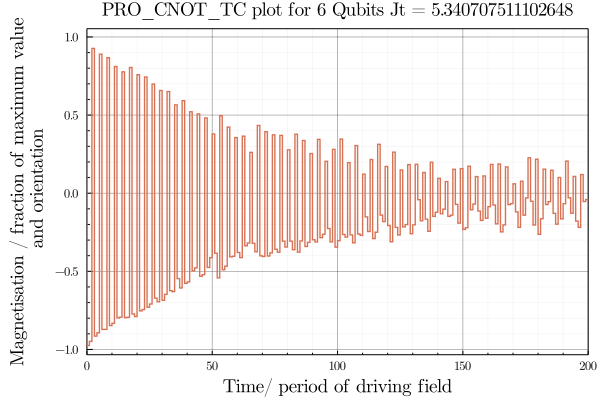 PRO_CNOT_TC plot for 6 Qubits Jt = 5.340707511102648
Magnetisation / fraction of maximum value
and orientation
1.0
0.5
0.0
−0.5
−1.0
0 50 100 150 200
Time/ period of driving field